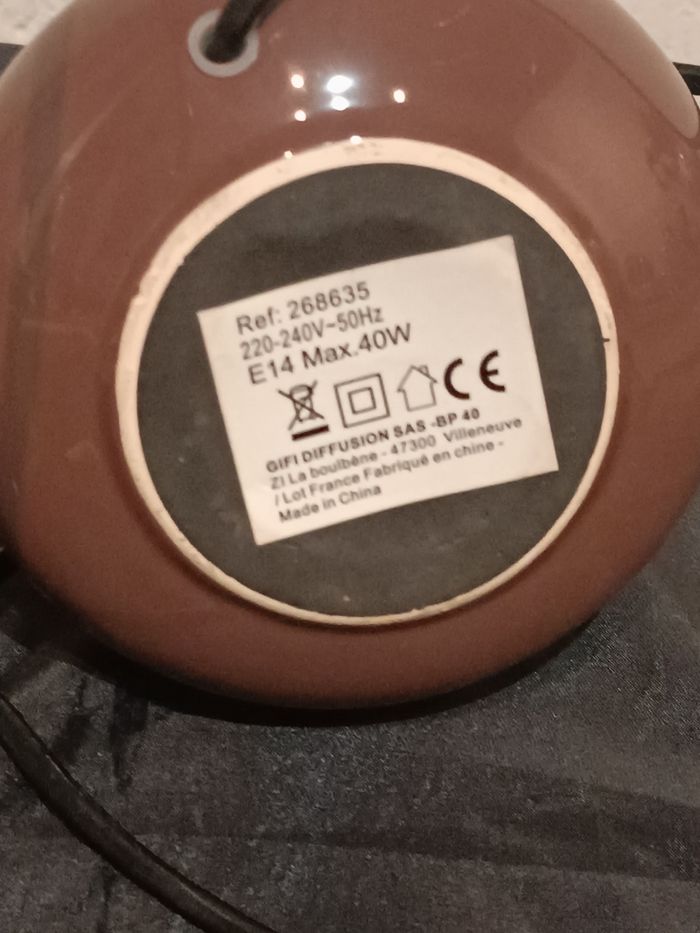 Ref: 268635
220-240V~50Hz
E14 Max.40W
CE
GIFI DIFFUSION SAS -BP 40
ZI La boulbène - 47300 Villeneuve
/ Lot France Fabriqué en chine -
Made in China